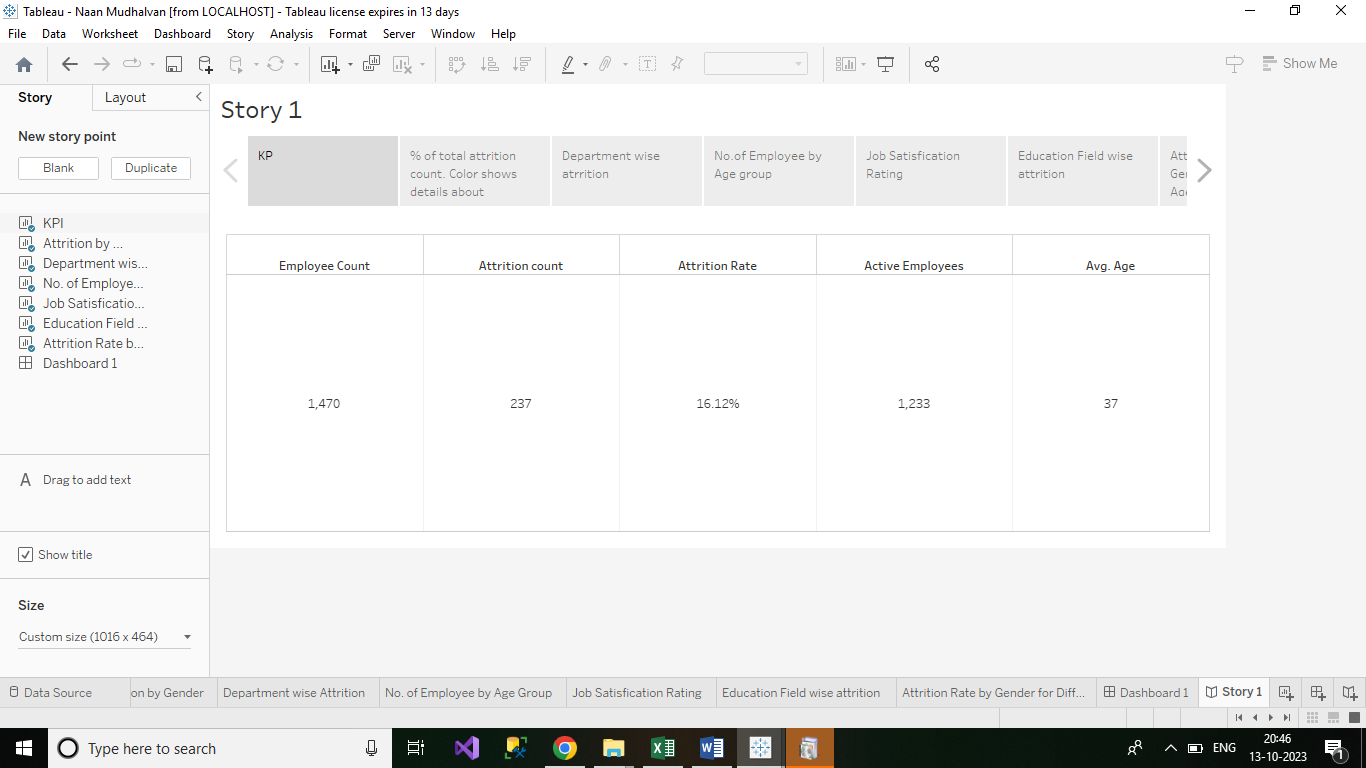 Tableau - Naan Mudhalvan [from LOCALHOST] - Tableau license expires in 13 days
File Data Worksheet Dashboard Story Analysis Format Server Window Help
Show Me
Story Layout
New story point
Blank Duplicate
KPI
Attrition by ...
Department wis...
No. of Employe...
Job Satisficatio...
Education Field ...
Attrition Rate b...
Dashboard 1
A Drag to add text
Show title
Size
Custom size (1016 x 464)
Story 1
KP
% of total attrition
count. Color shows
details about
Department wise
atrrition
No.of Employee by
Age group
Job Satisfication
Rating
Education Field wise
attrition
Att
Ger
Age
Employee Count Attrition count Attrition Rate Active Employees Avg. Age
1,470 237 16.12% 1,233 37
Data Source on by Gender Department wise Attrition No. of Employee by Age Group Job Satisfication Rating Education Field wise attrition Attrition Rate by Gender for Diff... Dashboard 1 Story 1
Type here to search
ENG
20:46
13-10-2023
1